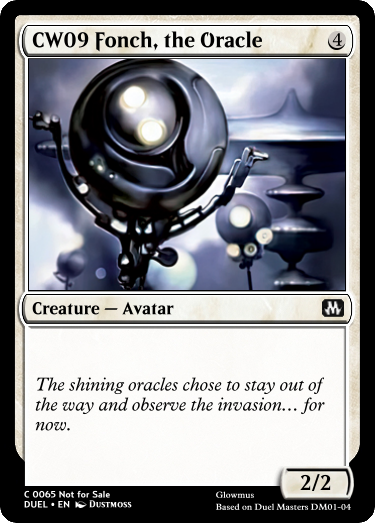 CW09 Fonch, the Oracle
4
Creature — Avatar
The shining oracles chose to stay out of
the way and observe the invasion… for
now.
2/2
C 0065 Not for Sale
DUEL • EN Dustmoss
Glowmus
Based on Duel Masters DM01-04